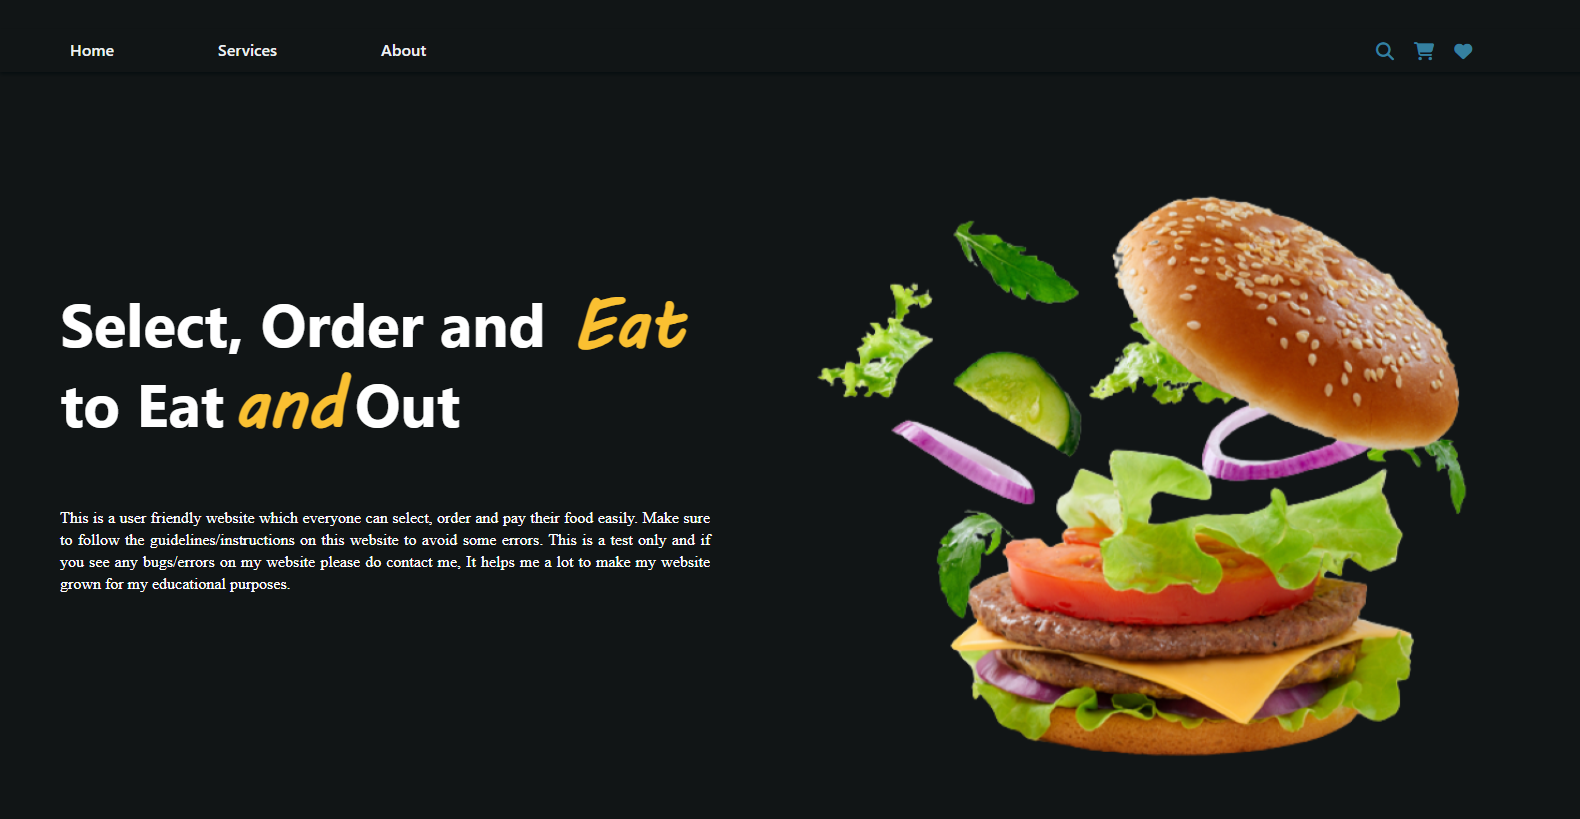 Home Services About
Select, Order and Eat
to Eat and Out
This is a user friendly website which everyone can select, order and pay their food easily. Make sure
to follow the guidelines/instructions on this website to avoid some errors. This is a test only and if
you see any bugs/errors on my website please do contact me, It helps me a lot to make my website
grown for my educational purposes.